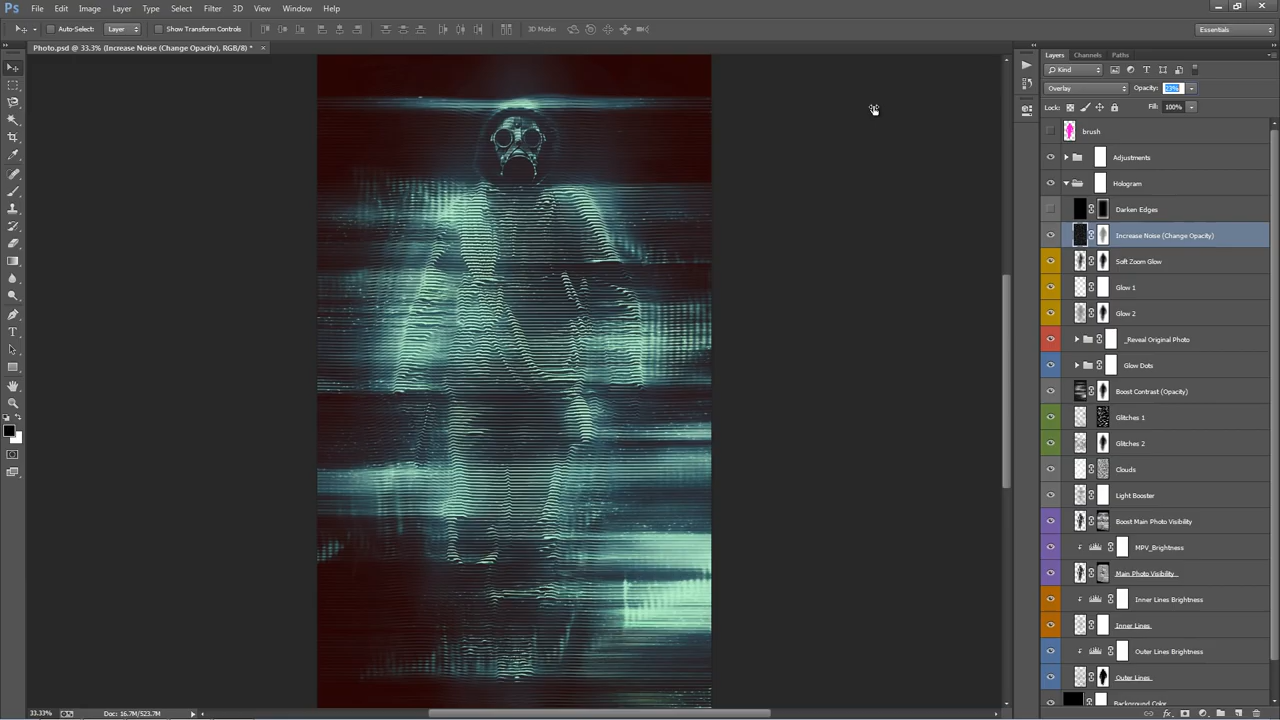 Ps File Edit Image Layer Type Select Filter 3D View Window Help
Auto-Select: Layer Show Transform Controls 3D Mode: Essentials
Photo.psd @ 33.3% (Increase Noise (Change Opacity), RGB/8) * ×
Layers Channels Paths
Kind
Overlay Opacity: 23%
Lock: Fill: 100%
brush
Adjustments
Hologram
Darken Edges
Increase Noise (Change Opacity)
Soft Zoom Glow
Glow 1
Glow 2
_Reveal Original Photo
Glow Dots
Boost Contrast (Opacity)
Glitches 1
Glitches 2
Clouds
Light Booster
Boost Main Photo Visibility
MPV_Brightness
Main Photo Visibility
Inner Lines Brightness
Inner Lines
Outer Lines Brightness
Outer Lines
Background Color
33.33% Doc: 16.7M/523.7M